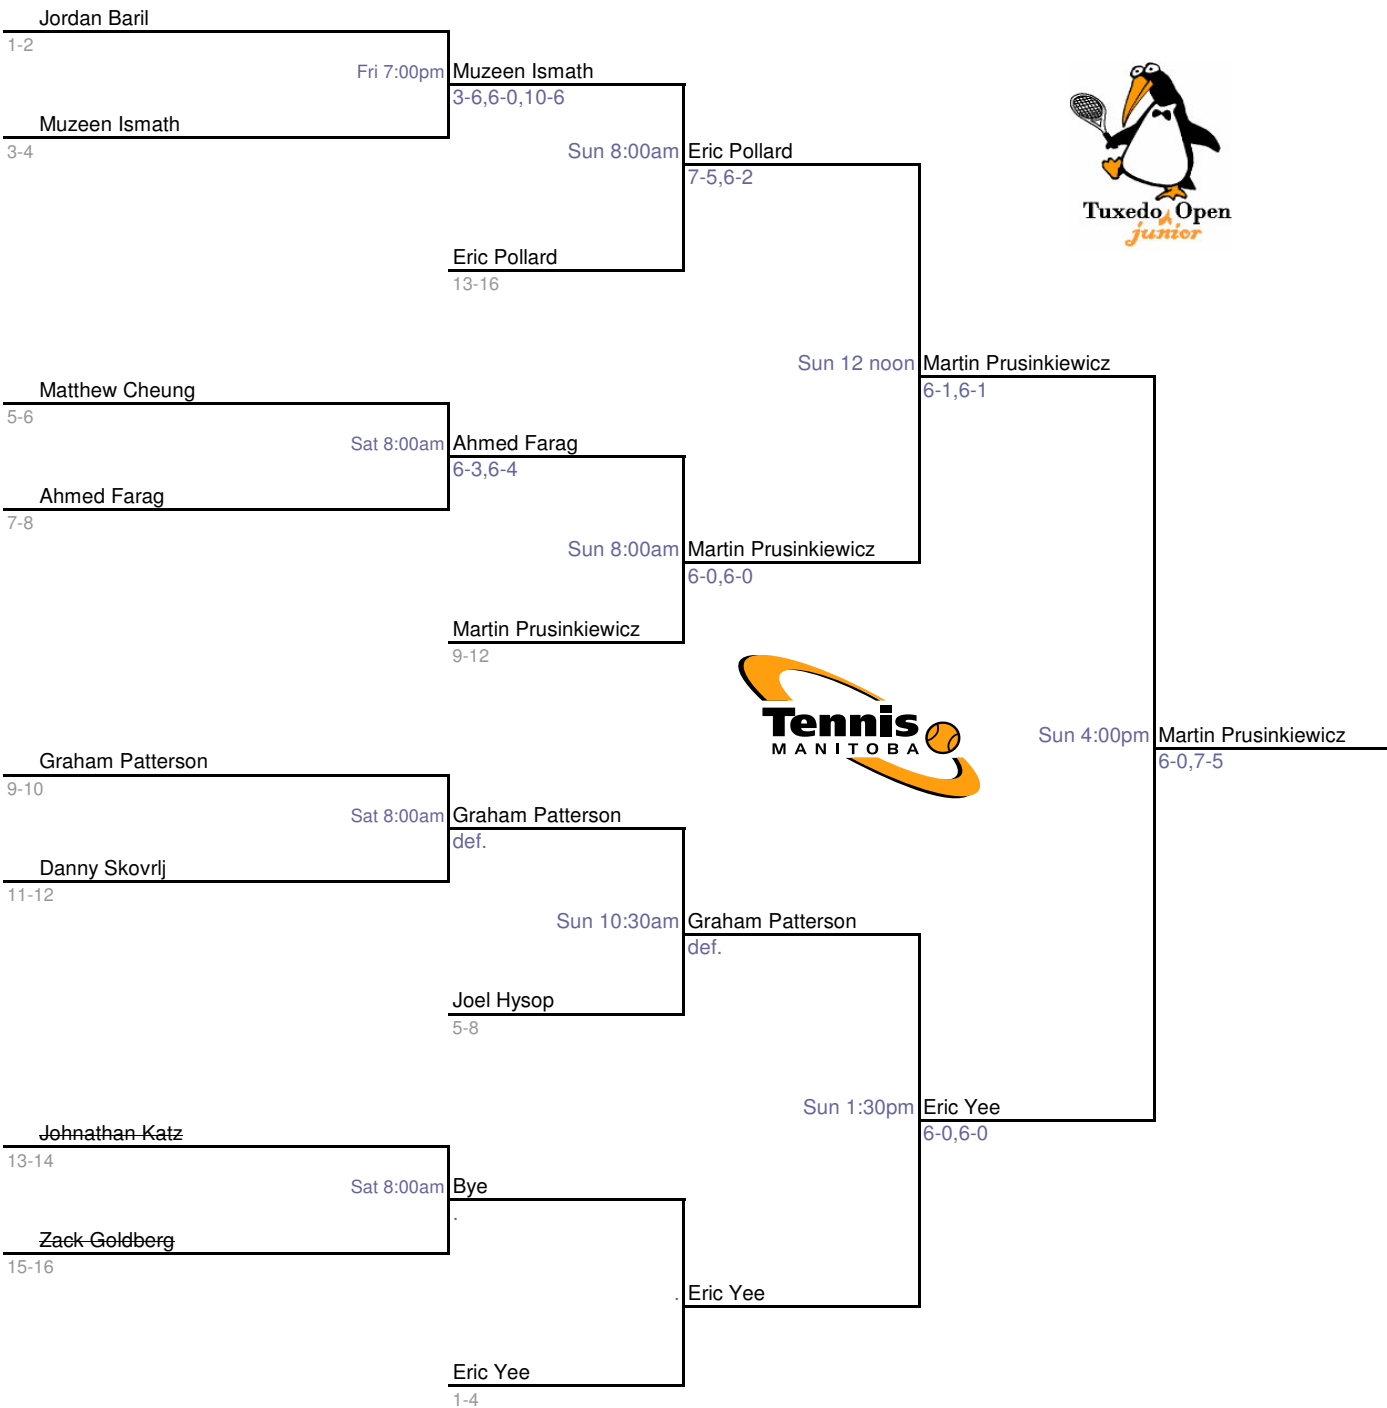 Jordan Baril
1-2
Fri 7:00pm
Muzeen Ismath
3-6,6-0,10-6
Muzeen Ismath
3-4
Sun 8:00am
Eric Pollard
7-5,6-2
Eric Pollard
13-16
Tuxedo Open
junior
Sun 12 noon
Martin Prusinkiewicz
6-1,6-1
Matthew Cheung
5-6
Sat 8:00am
Ahmed Farag
6-3,6-4
Ahmed Farag
7-8
Sun 8:00am
Martin Prusinkiewicz
6-0,6-0
Martin Prusinkiewicz
9-12
Tennis
MANITOBA
Sun 4:00pm
Martin Prusinkiewicz
6-0,7-5
Graham Patterson
9-10
Sat 8:00am
Graham Patterson
def.
Danny Skovrlj
11-12
Sun 10:30am
Graham Patterson
def.
Joel Hysop
5-8
Sun 1:30pm
Eric Yee
6-0,6-0
Johnathan Katz
13-14
Sat 8:00am
Bye
.
Zack Goldberg
15-16
.
Eric Yee
Eric Yee
1-4